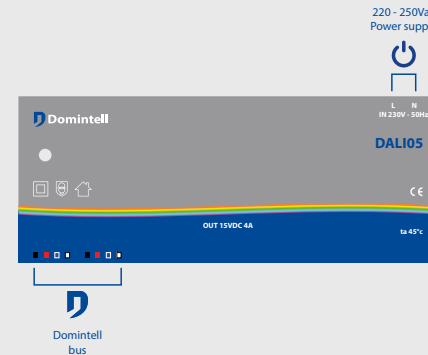 220 - 250Va
Power supp
L N
IN 230V - 50Hz
Domintell
DALI05
CE
OUT 15VDC 4A
ta 45°c
Domintell
bus